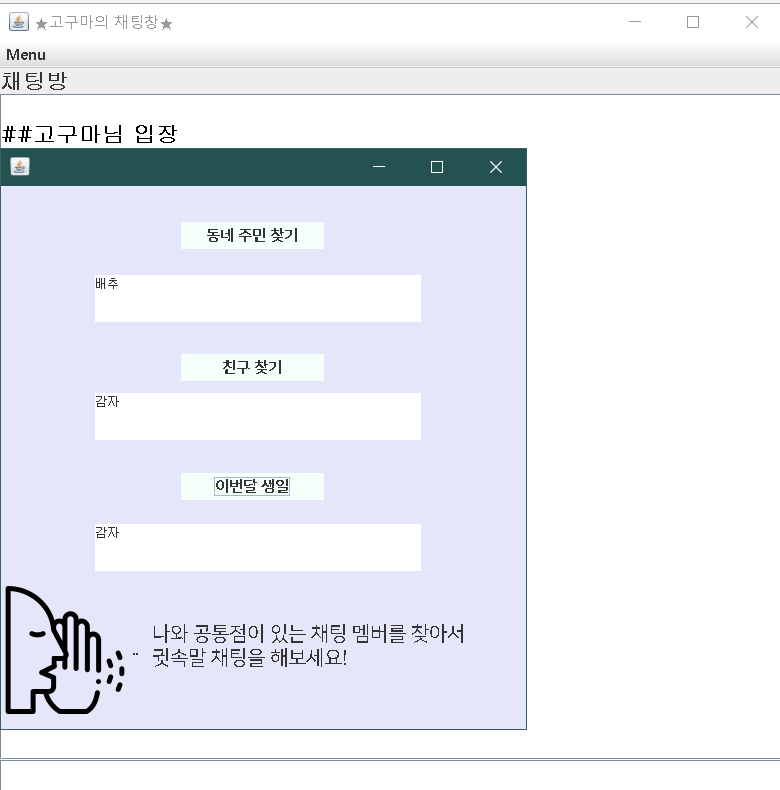 ★고구마의 채팅창★
Menu
채팅방
##고구마님 입장
동네 주민 찾기
배추
친구 찾기
감자
이번달 생일
감자
나와 공통점이 있는 채팅 멤버를 찾아서
귓속말 채팅을 해보세요!